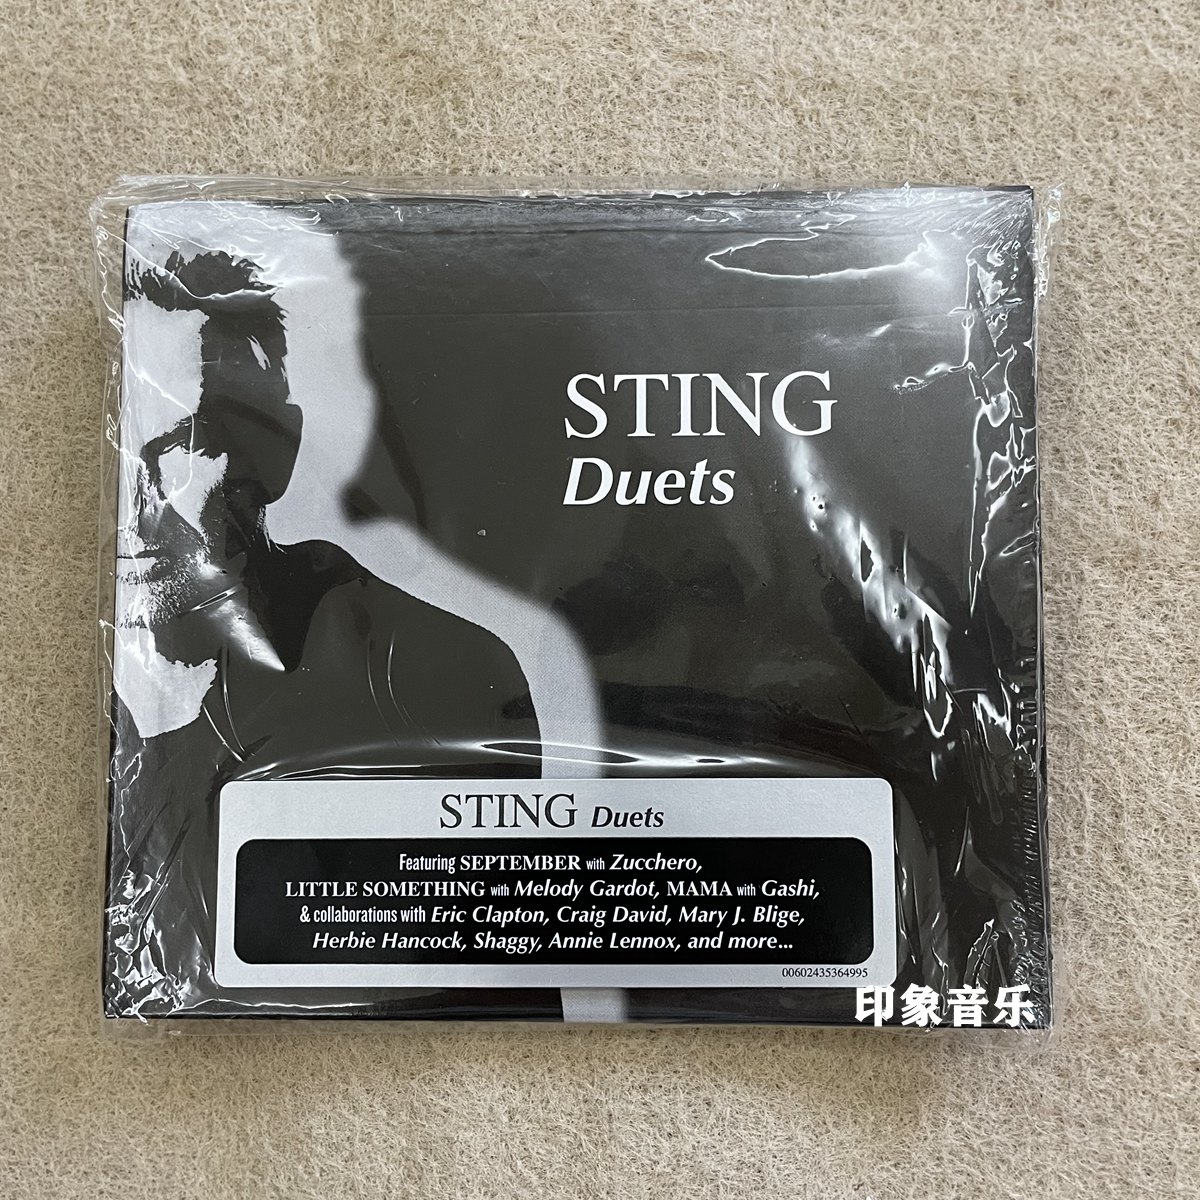 STING
Duets
STING Duets
Featuring SEPTEMBER with Zucchero,
LITTLE SOMETHING with Melody Gardot, MAMA with Gashi,
& collaborations with Eric Clapton, Craig David, Mary J. Blige,
Herbie Hancock, Shaggy, Annie Lennox, and more...
00602435364995
印象音乐